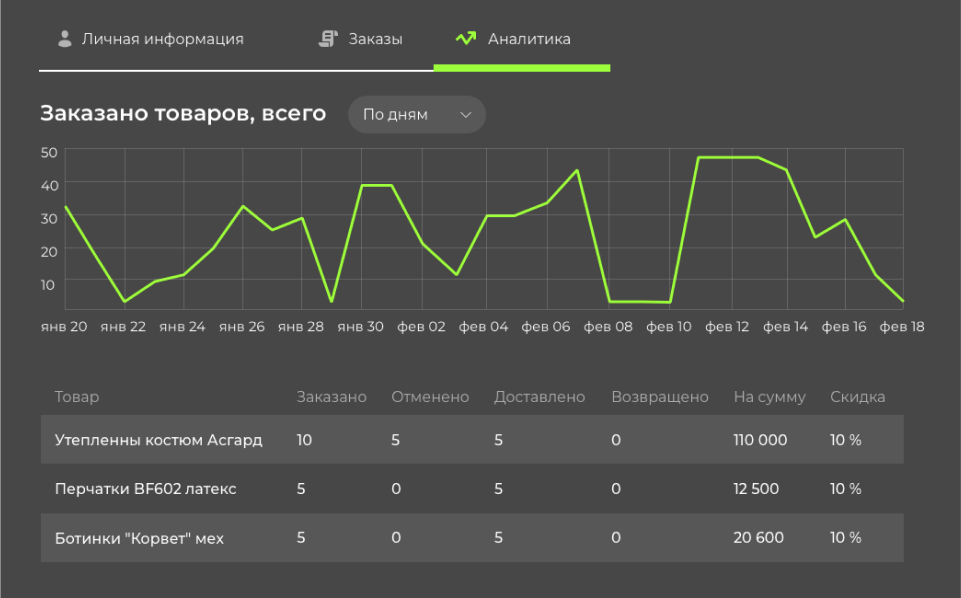 Личная информация Заказы Аналитика
Заказано товаров, всего По дням
50
40
30
20
10
янв 20 янв 22 янв 24 янв 26 янв 28 янв 30 фев 02 фев 04 фев 06 фев 08 фев 10 фев 12 фев 14 фев 16 фев 18
Товар Заказано Отменено Доставлено Возвращено На сумму Скидка
Утепленны костюм Асгард 10 5 5 0 110 000 10 %
Перчатки BF602 латекс 5 0 5 0 12 500 10 %
Ботинки "Корвет" мех 5 0 5 0 20 600 10 %